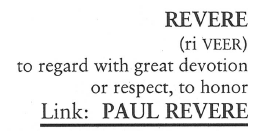 REVERE
(ri VEER)
to regard with great devotion
or respect, to honor
Link: PAUL REVERE